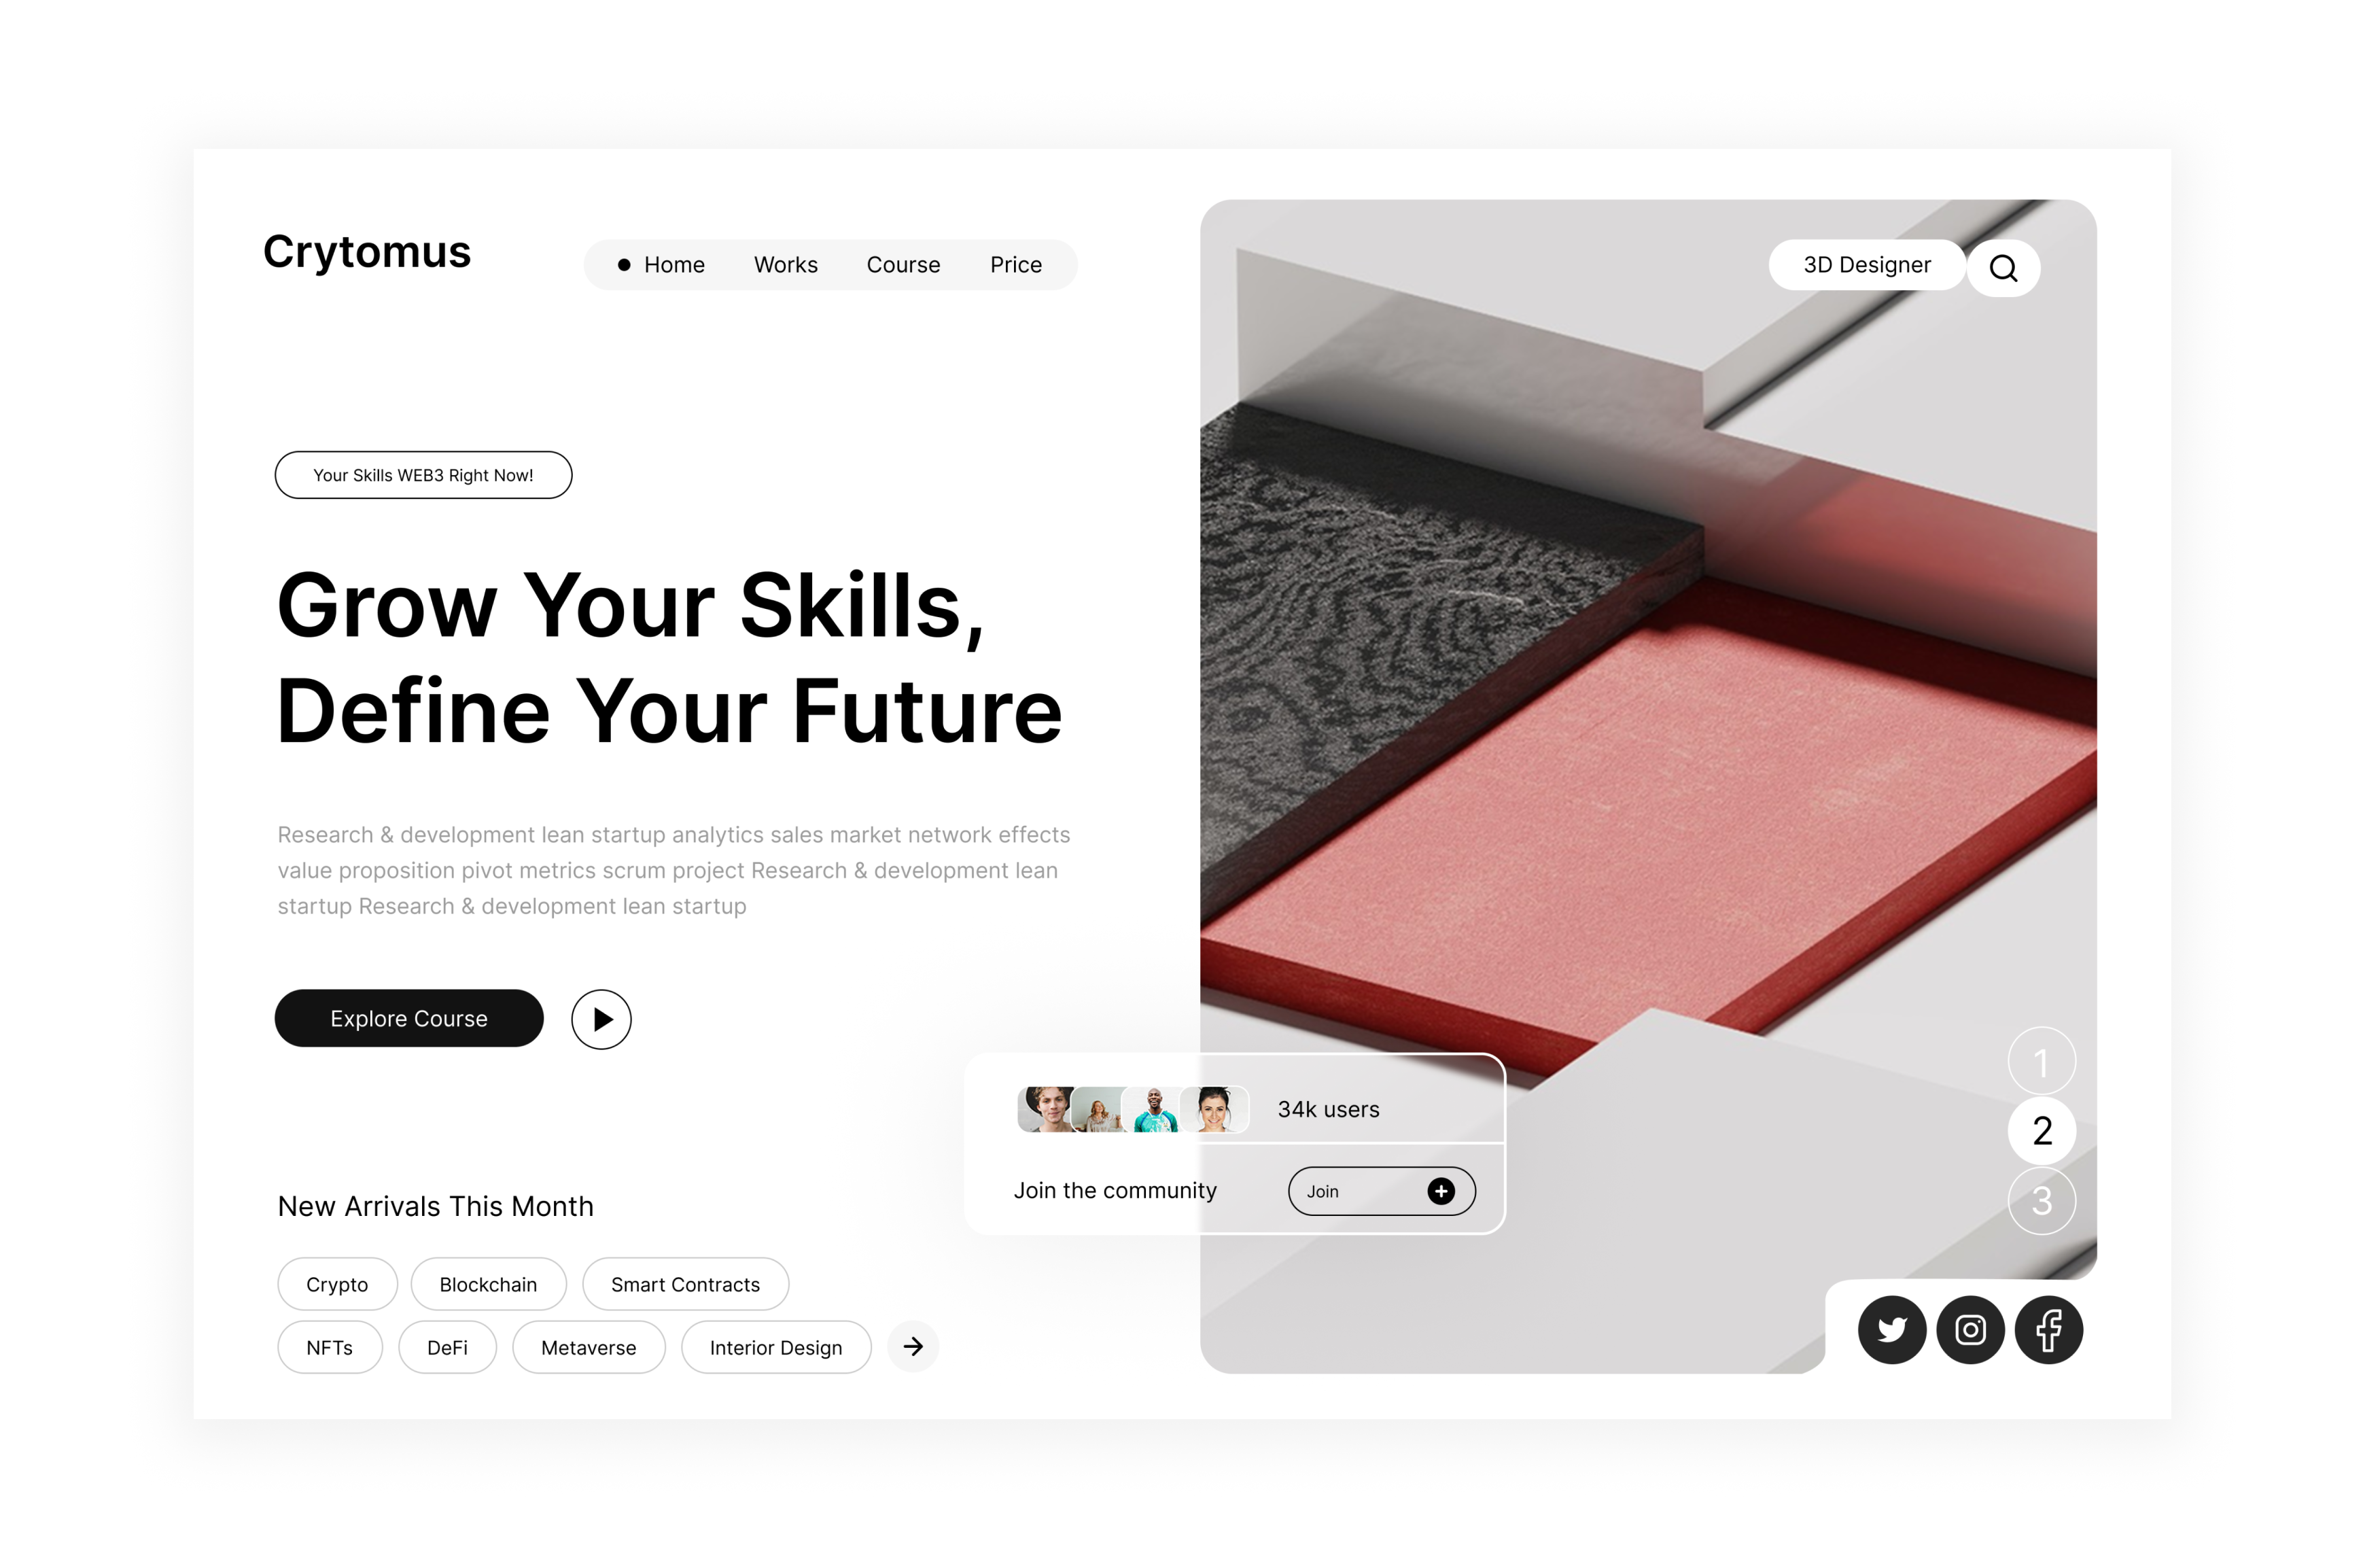 Crytomus
Home Works Course Price
3D Designer
Your Skills WEB3 Right Now!
Grow Your Skills,
Define Your Future
Research & development lean startup analytics sales market network effects
value proposition pivot metrics scrum project Research & development lean
startup Research & development lean startup
Explore Course
34k users
Join the community
Join
1
2
3
New Arrivals This Month
Crypto Blockchain Smart Contracts
NFTs DeFi Metaverse Interior Design